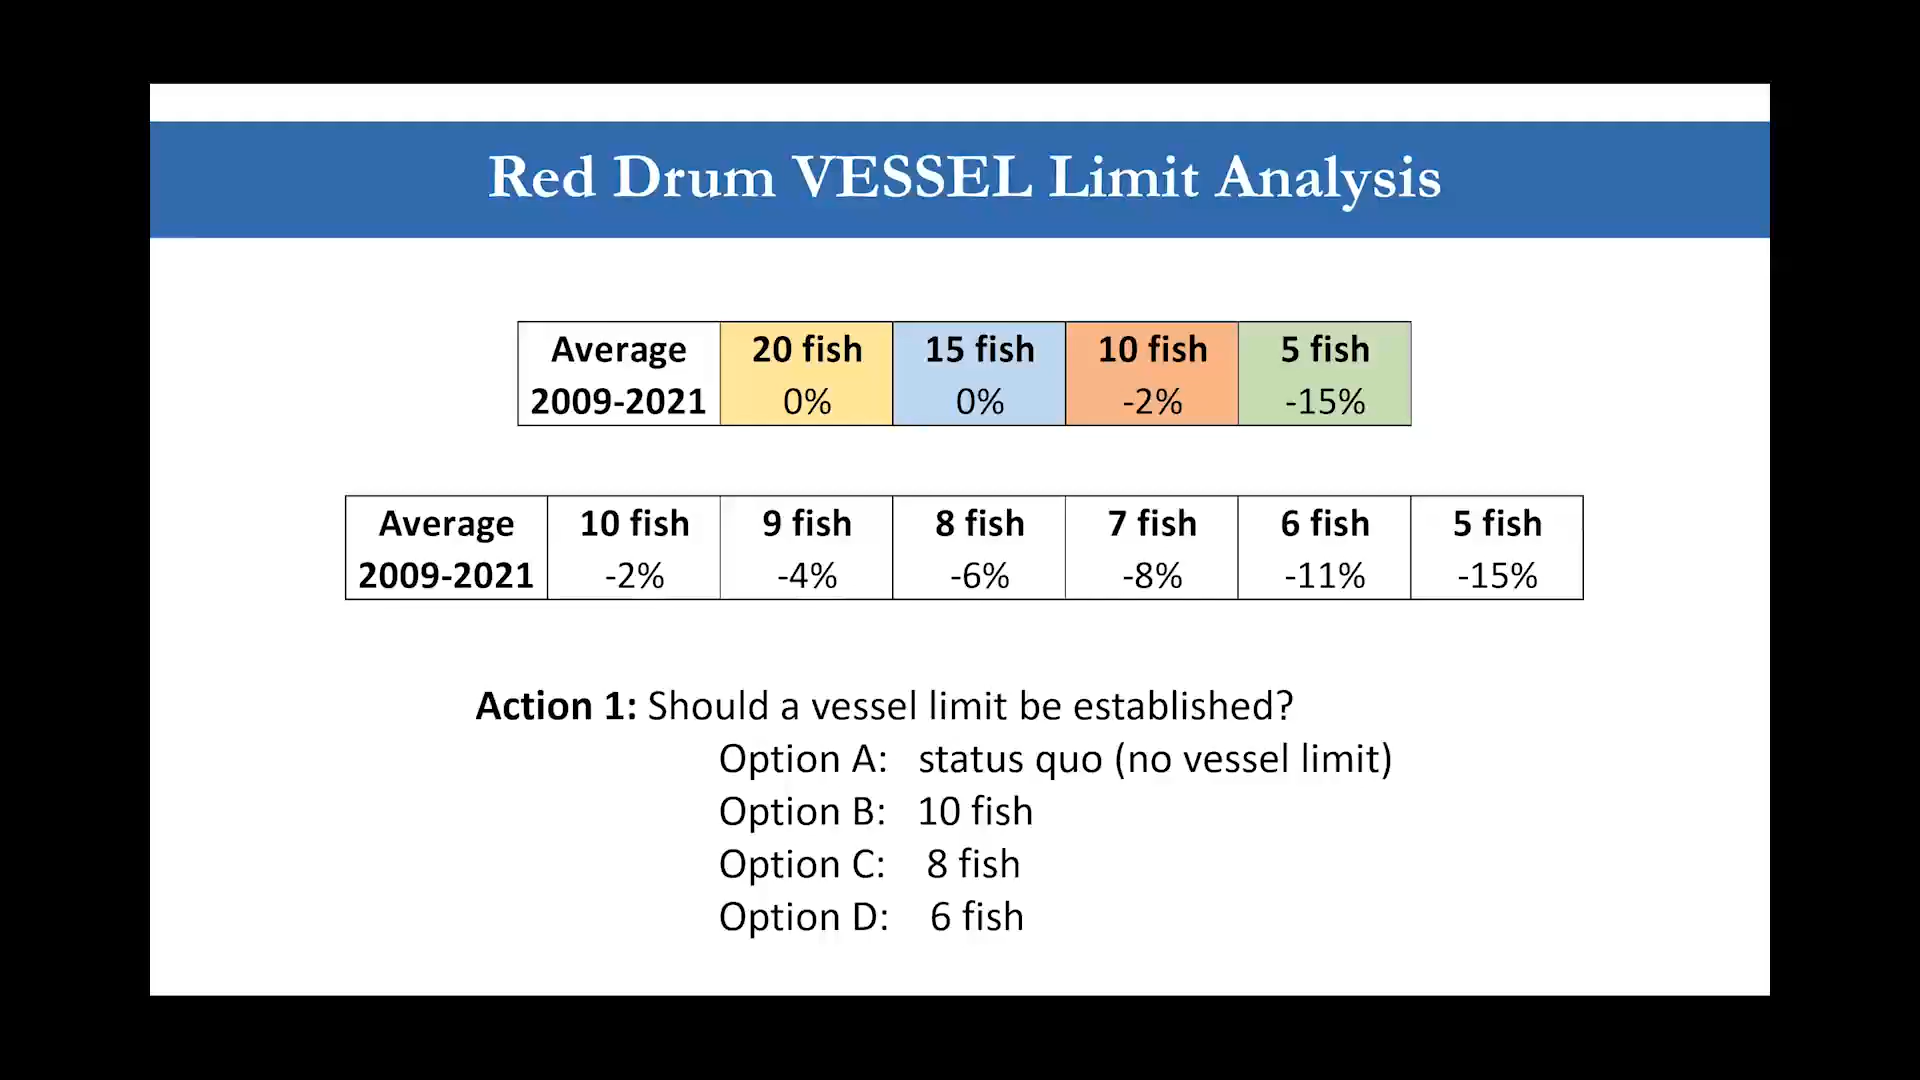 Red Drum VESSEL Limit Analysis
Average 20 fish 15 fish 10 fish 5 fish
2009-2021 0% 0% -2% -15%
Average 10 fish 9 fish 8 fish 7 fish 6 fish 5 fish
2009-2021 -2% -4% -6% -8% -11% -15%
Action 1: Should a vessel limit be established?
Option A: status quo (no vessel limit)
Option B: 10 fish
Option C: 8 fish
Option D: 6 fish